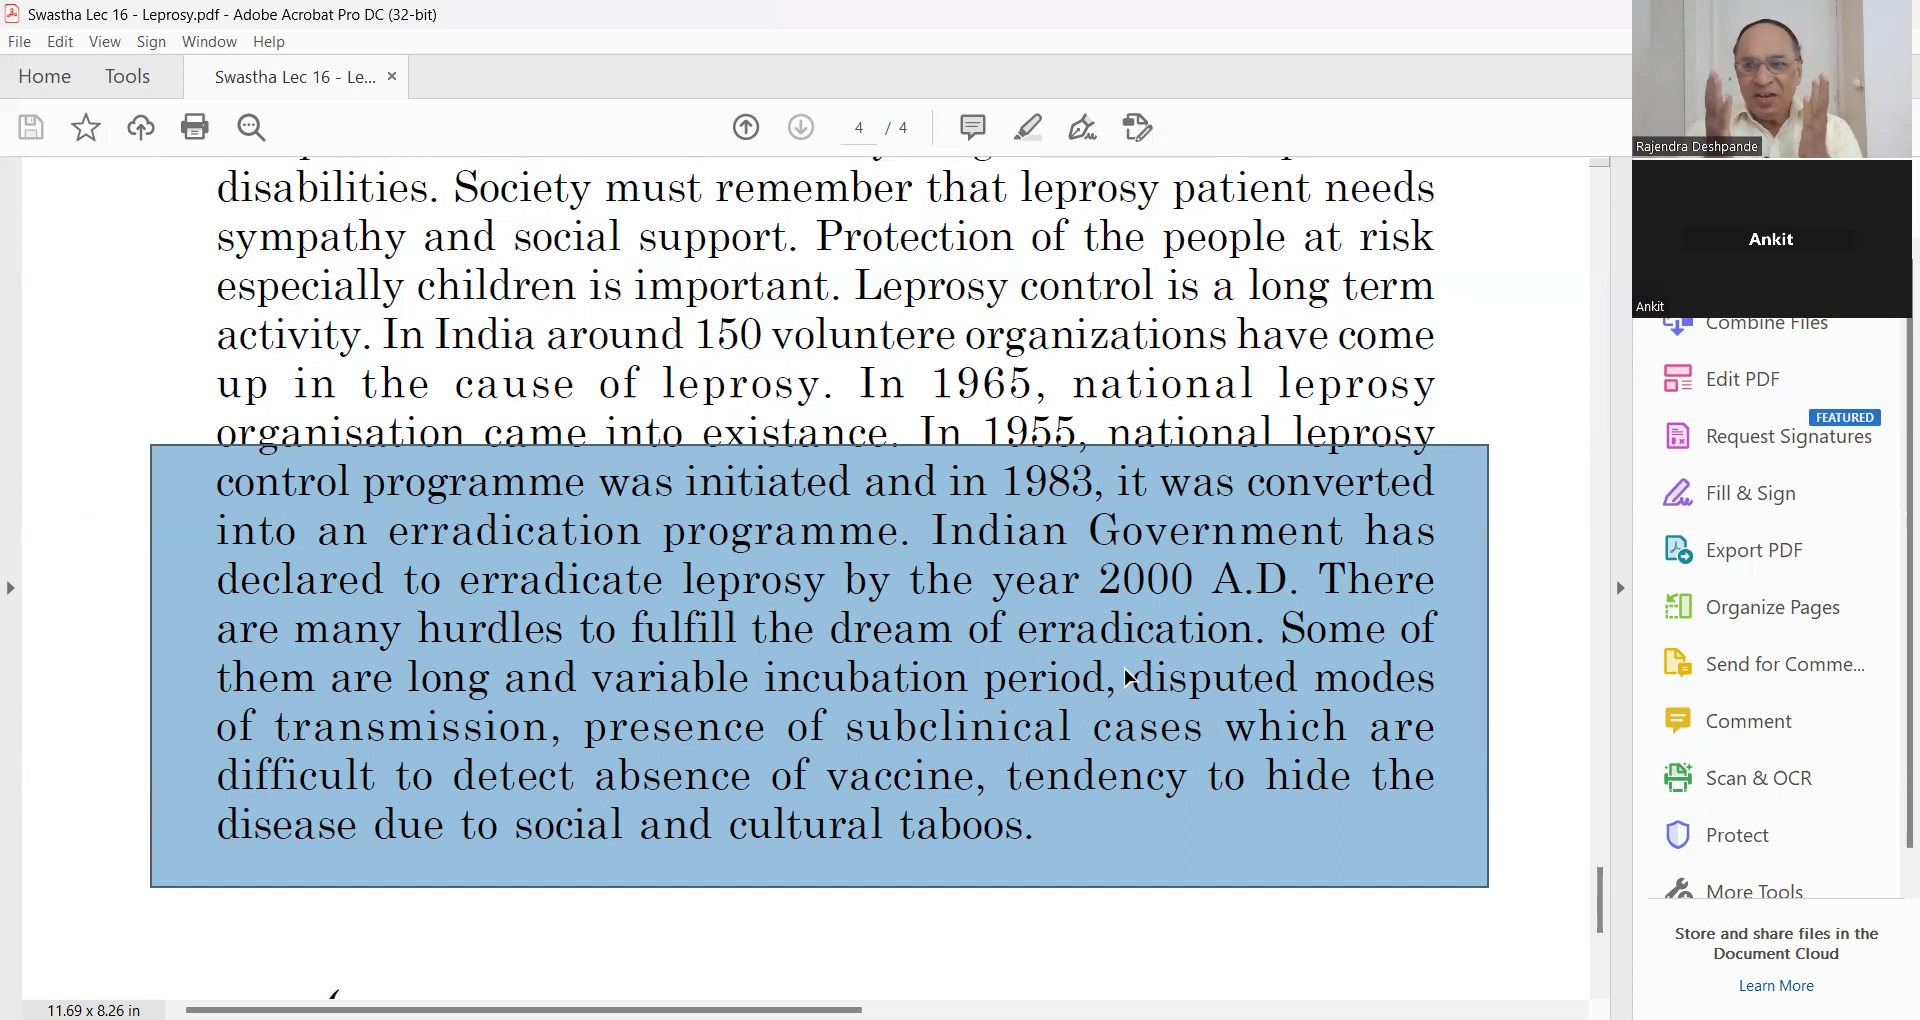 Swastha Lec 16 - Leprosy.pdf - Adobe Acrobat Pro DC (32-bit)
File Edit View Sign Window Help
Home Tools Swastha Lec 16 - Le... ×
4 / 4
disabilities. Society must remember that leprosy patient needs
sympathy and social support. Protection of the people at risk
especially children is important. Leprosy control is a long term
activity. In India around 150 voluntere organizations have come
up in the cause of leprosy. In 1965, national leprosy
organisation came into existance. In 1955, national leprosy
control programme was initiated and in 1983, it was converted
into an erradication programme. Indian Government has
declared to erradicate leprosy by the year 2000 A.D. There
are many hurdles to fulfill the dream of erradication. Some of
them are long and variable incubation period, disputed modes
of transmission, presence of subclinical cases which are
difficult to detect absence of vaccine, tendency to hide the
disease due to social and cultural taboos.
11.69 x 8.26 in
Rajendra Deshpande
Ankit
Ankit
Combine Files
Edit PDF
FEATURED
Request Signatures
Fill & Sign
Export PDF
Organize Pages
Send for Comme...
Comment
Scan & OCR
Protect
More Tools
Store and share files in the
Document Cloud
Learn More